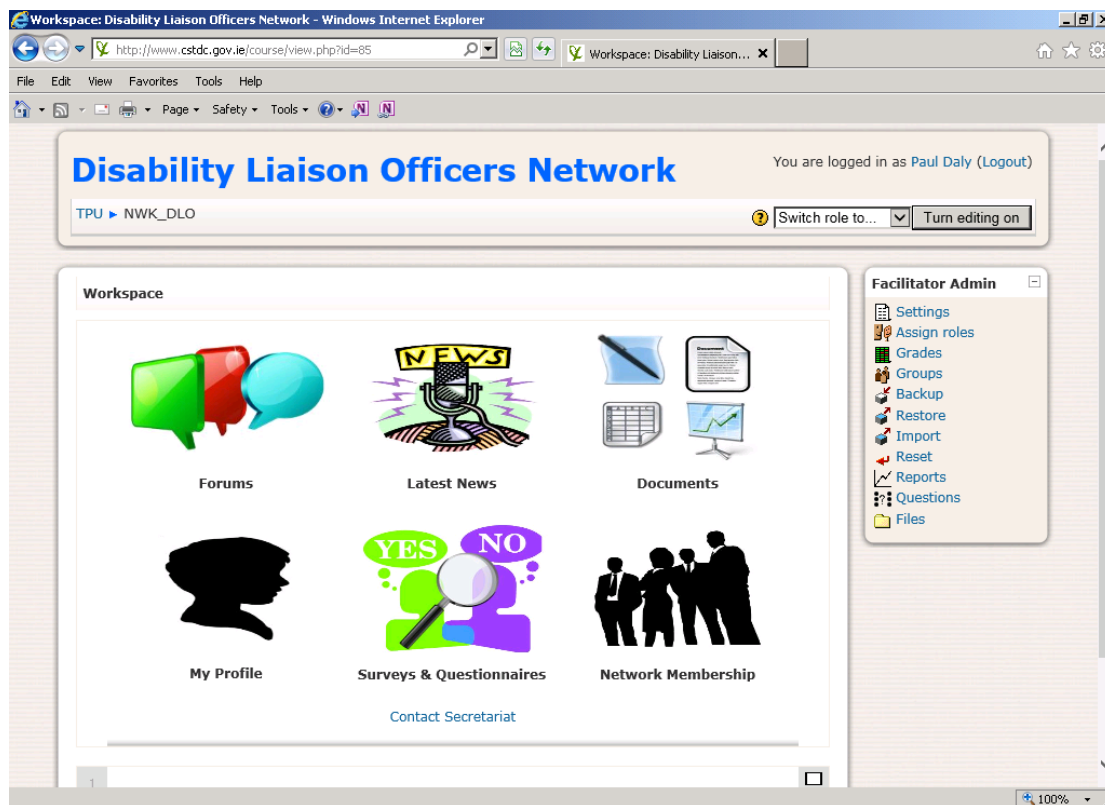 Workspace: Disability Liaison Officers Network - Windows Internet Explorer
http://www.cstdc.gov.ie/course/view.php?id=85
Workspace: Disability Liaison...
File Edit View Favorites Tools Help
Page Safety Tools
Disability Liaison Officers Network
You are logged in as Paul Daly (Logout)
TPU ► NWK_DLO
Switch role to... Turn editing on
Workspace
NEWS
Document
Forums Latest News Documents
YES NO
My Profile Surveys & Questionnaires Network Membership
Contact Secretariat
1
Facilitator Admin
Settings
Assign roles
Grades
Groups
Backup
Restore
Import
Reset
Reports
Questions
Files
100%